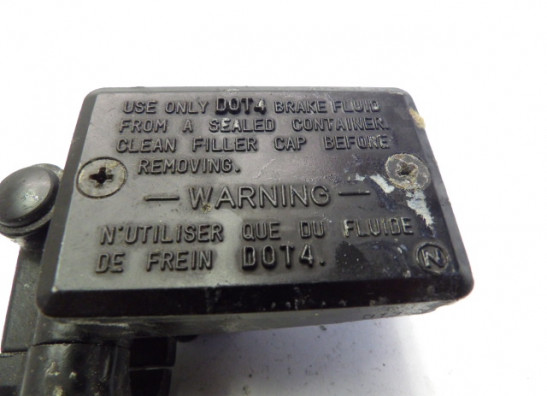 USE ONLY DOT4 BRAKE FLUID
FROM A SEALED CONTAINER.
CLEAN FILLER CAP BEFORE
REMOVING.
— WARNING —
N'UTILISER QUE DU FLUIDE
DE FREIN DOT4.
N